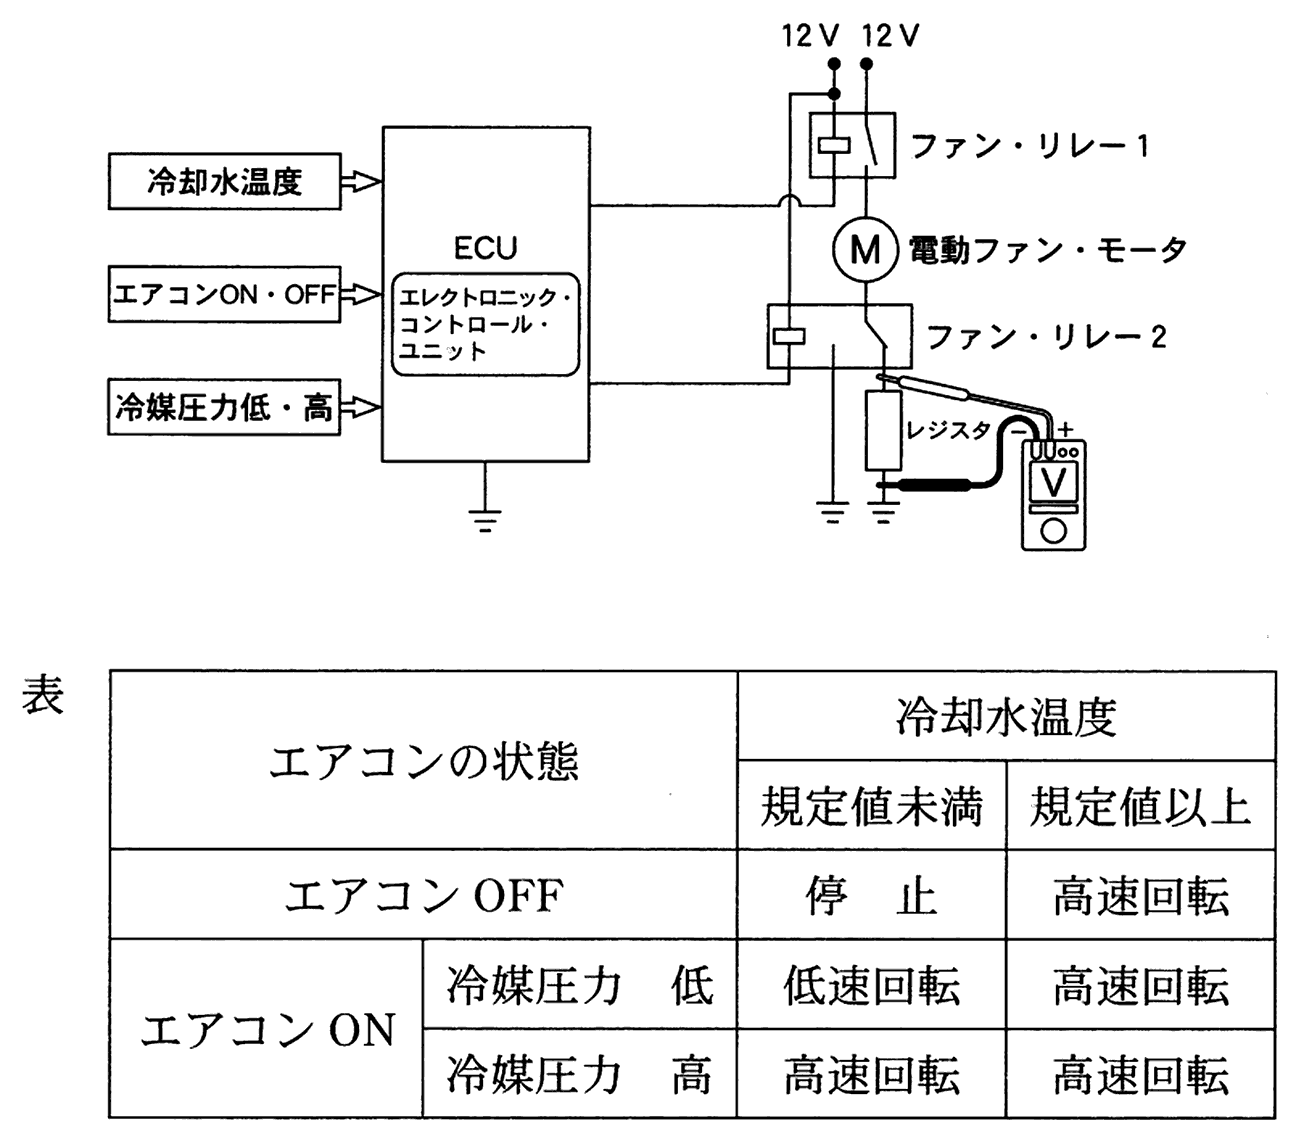 12V 12V
ファン・リレー1
冷却水温度
ECU
電動ファン・モータ
エアコンON・OFF
エレクトロニック・
コントロール・
ユニット
ファン・リレー2
冷媒圧力低・高
レジスタ
− +
M
V
表
エアコンの状態
冷却水温度
規定値未満
規定値以上
エアコン OFF
停 止
高速回転
エアコン ON
冷媒圧力 低
低速回転
高速回転
冷媒圧力 高
高速回転
高速回転